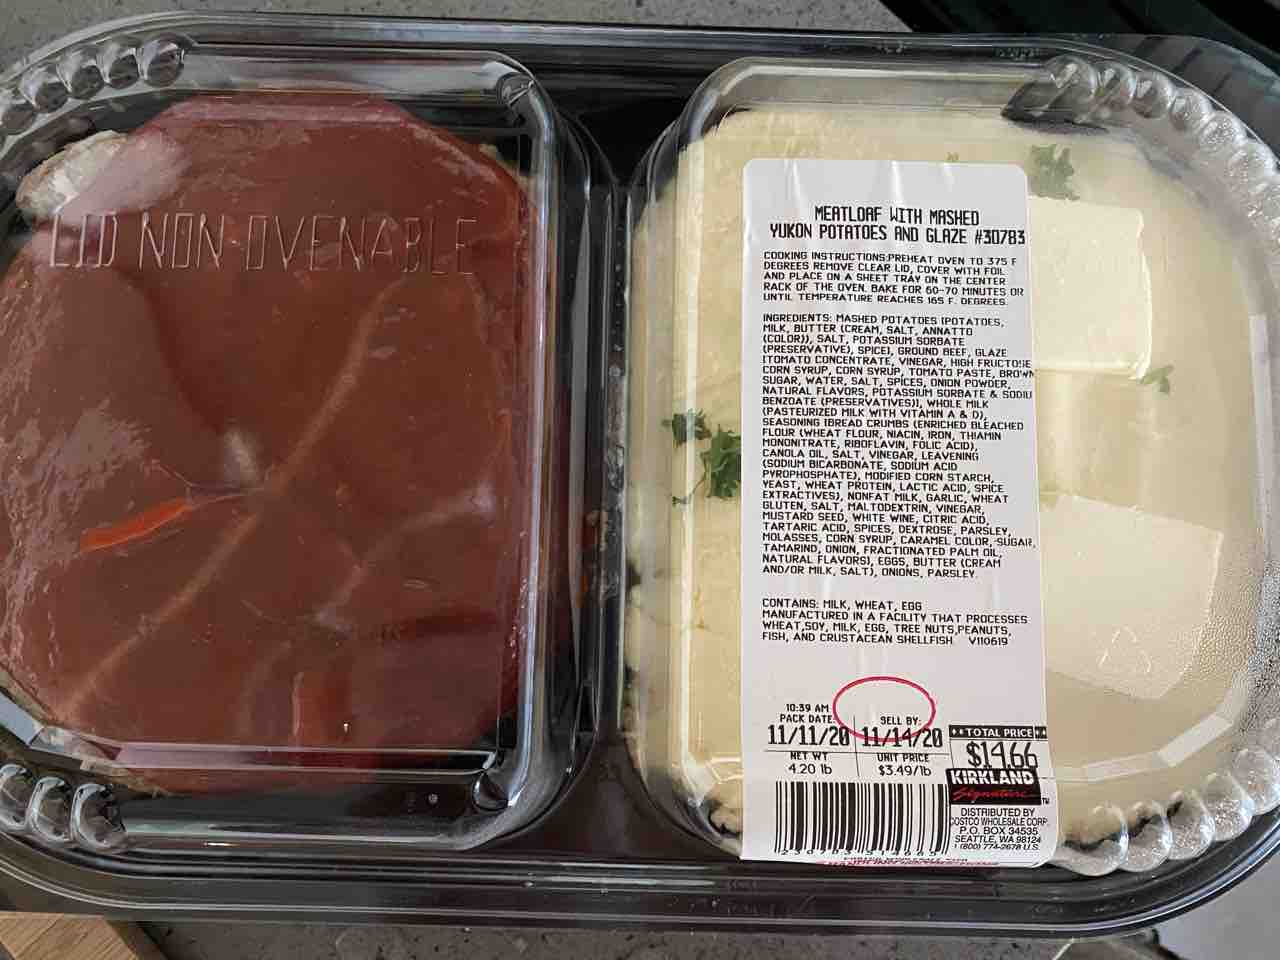 LID NON OVENABLE
MEATLOAF WITH MASHED
YUKON POTATOES AND GLAZE #30783
COOKING INSTRUCTIONS:PREHEAT OVEN TO 375 F
DEGREES REMOVE CLEAR LID, COVER WITH FOIL
AND PLACE ON A SHEET TRAY ON THE CENTER
RACK OF THE OVEN. BAKE FOR 60-70 MINUTES OR
UNTIL TEMPERATURE REACHES 165 F. DEGREES.
INGREDIENTS: MASHED POTATOES [POTATOES,
MILK, BUTTER (CREAM, SALT, ANNATTO
(COLOR)), SALT, POTASSIUM SORBATE
(PRESERVATIVE), SPICE], GROUND BEEF, GLAZE
[TOMATO CONCENTRATE, VINEGAR, HIGH FRUCTOSE
CORN SYRUP, CORN SYRUP, TOMATO PASTE, BROWN
SUGAR, WATER, SALT, SPICES, ONION POWDER,
NATURAL FLAVORS, POTASSIUM SORBATE & SODIU
BENZOATE (PRESERVATIVES)], WHOLE MILK
(PASTEURIZED MILK WITH VITAMIN A & D),
SEASONING [BREAD CRUMBS (ENRICHED BLEACHED
FLOUR (WHEAT FLOUR, NIACIN, IRON, THIAMIN
MONONITRATE, RIBOFLAVIN, FOLIC ACID),
CANOLA OIL, SALT, VINEGAR, LEAVENING
(SODIUM BICARBONATE, SODIUM ACID
PYROPHOSPHATE), MODIFIED CORN STARCH,
YEAST, WHEAT PROTEIN, LACTIC ACID, SPICE
EXTRACTIVES), NONFAT MILK, GARLIC, WHEAT
GLUTEN, SALT, MALTODEXTRIN, VINEGAR,
MUSTARD SEED, WHITE WINE, CITRIC ACID,
TARTARIC ACID, SPICES, DEXTROSE, PARSLEY,
MOLASSES, CORN SYRUP, CARAMEL COLOR, SUGAR,
TAMARIND, ONION, FRACTIONATED PALM OIL,
NATURAL FLAVORS], EGGS, BUTTER (CREAM
AND/OR MILK, SALT), ONIONS, PARSLEY.
CONTAINS: MILK, WHEAT, EGG
MANUFACTURED IN A FACILITY THAT PROCESSES
WHEAT,SOY, MILK, EGG, TREE NUTS,PEANUTS,
FISH, AND CRUSTACEAN SHELLFISH V110619
10:39 AM
PACK DATE: SELL BY:
11/11/20 11/14/20
NET WT UNIT PRICE
4.20 lb $3.49/lb
**TOTAL PRICE**
$14.66
KIRKLAND
Signature™
DISTRIBUTED BY
COSTCO WHOLESALE CORP.
P.O. BOX 34535
SEATTLE, WA 98124
1 (800) 774-2678 U.S.